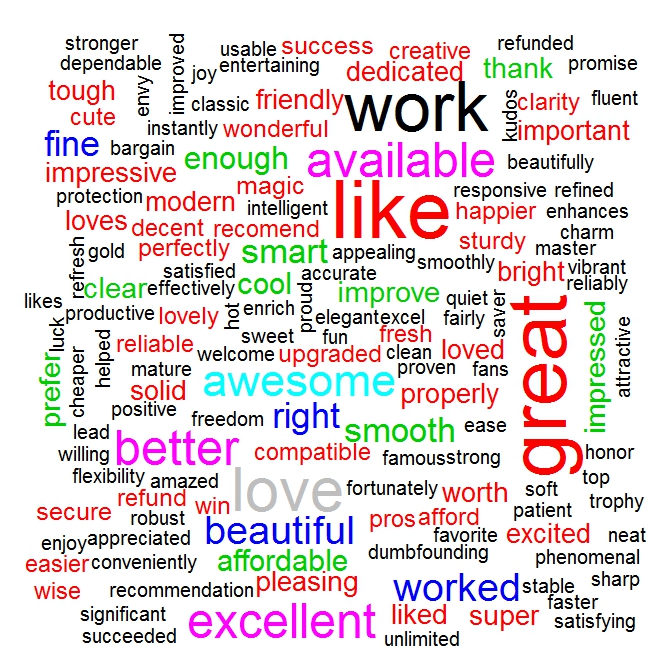 stronger improved usable success creative refunded
dependable joy entertaining dedicated thank promise
tough envy classic friendly work kudos clarity fluent
cute instantly wonderful important
fine bargain enough available beautifully
impressive magic like responsive refined
protection modern intelligent happier enhances
loves decent recomend sturdy charm
refresh gold perfectly smart appealing smoothly master
satisfied accurate bright vibrant
clear effectively cool proud improve quiet saver reliably
likes luck productive lovely hot enrich elegant excel fairly great impressed attractive
reliable sweet fun fresh
helped welcome upgraded clean loved
prefer cheaper mature awesome proven fans
solid properly
positive freedom right smooth ease
lead better
willing compatible famous strong honor
flexibility amazed love fortunately worth soft top
secure refund win patient trophy
robust pros afford
enjoy appreciated beautiful favorite excited neat
easier conveniently affordable dumbfounding phenomenal
wise recommendation pleasing worked stable sharp
significant excellent liked super faster
succeeded unlimited satisfying